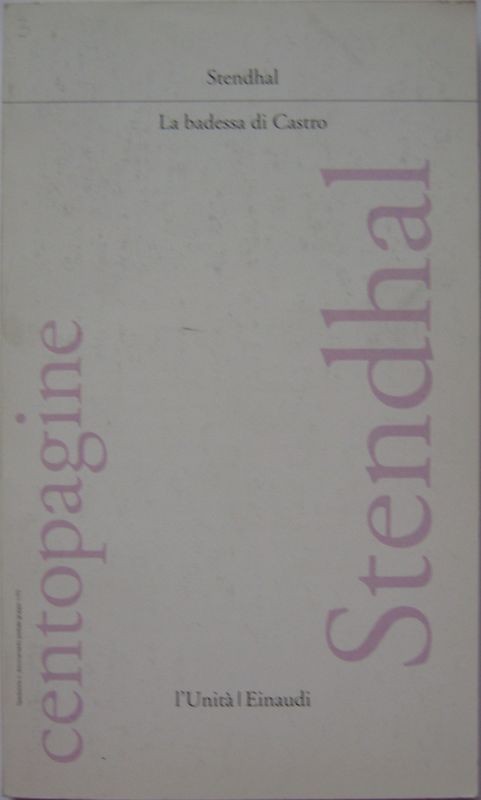 Stendhal
La badessa di Castro
Stendhal
centopagine
l'Unità | Einaudi